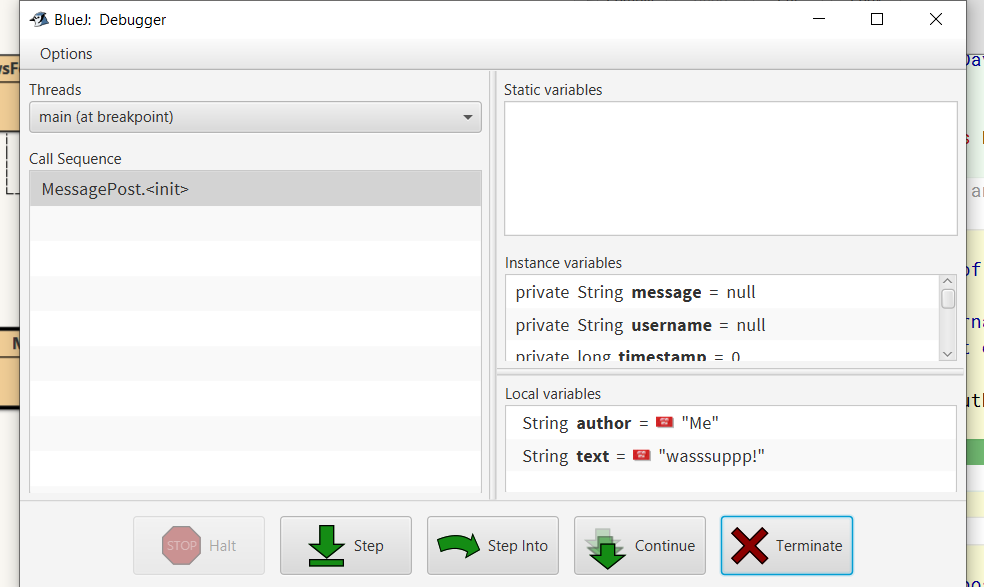 BlueJ: Debugger
Options
Threads
main (at breakpoint)
Call Sequence
MessagePost.<init>
Static variables
Instance variables
private String message = null
private String username = null
private long timestamp = 0
Local variables
String author = "Me"
String text = "wasssuppp!"
STOP Halt
Step
Step Into
Continue
Terminate